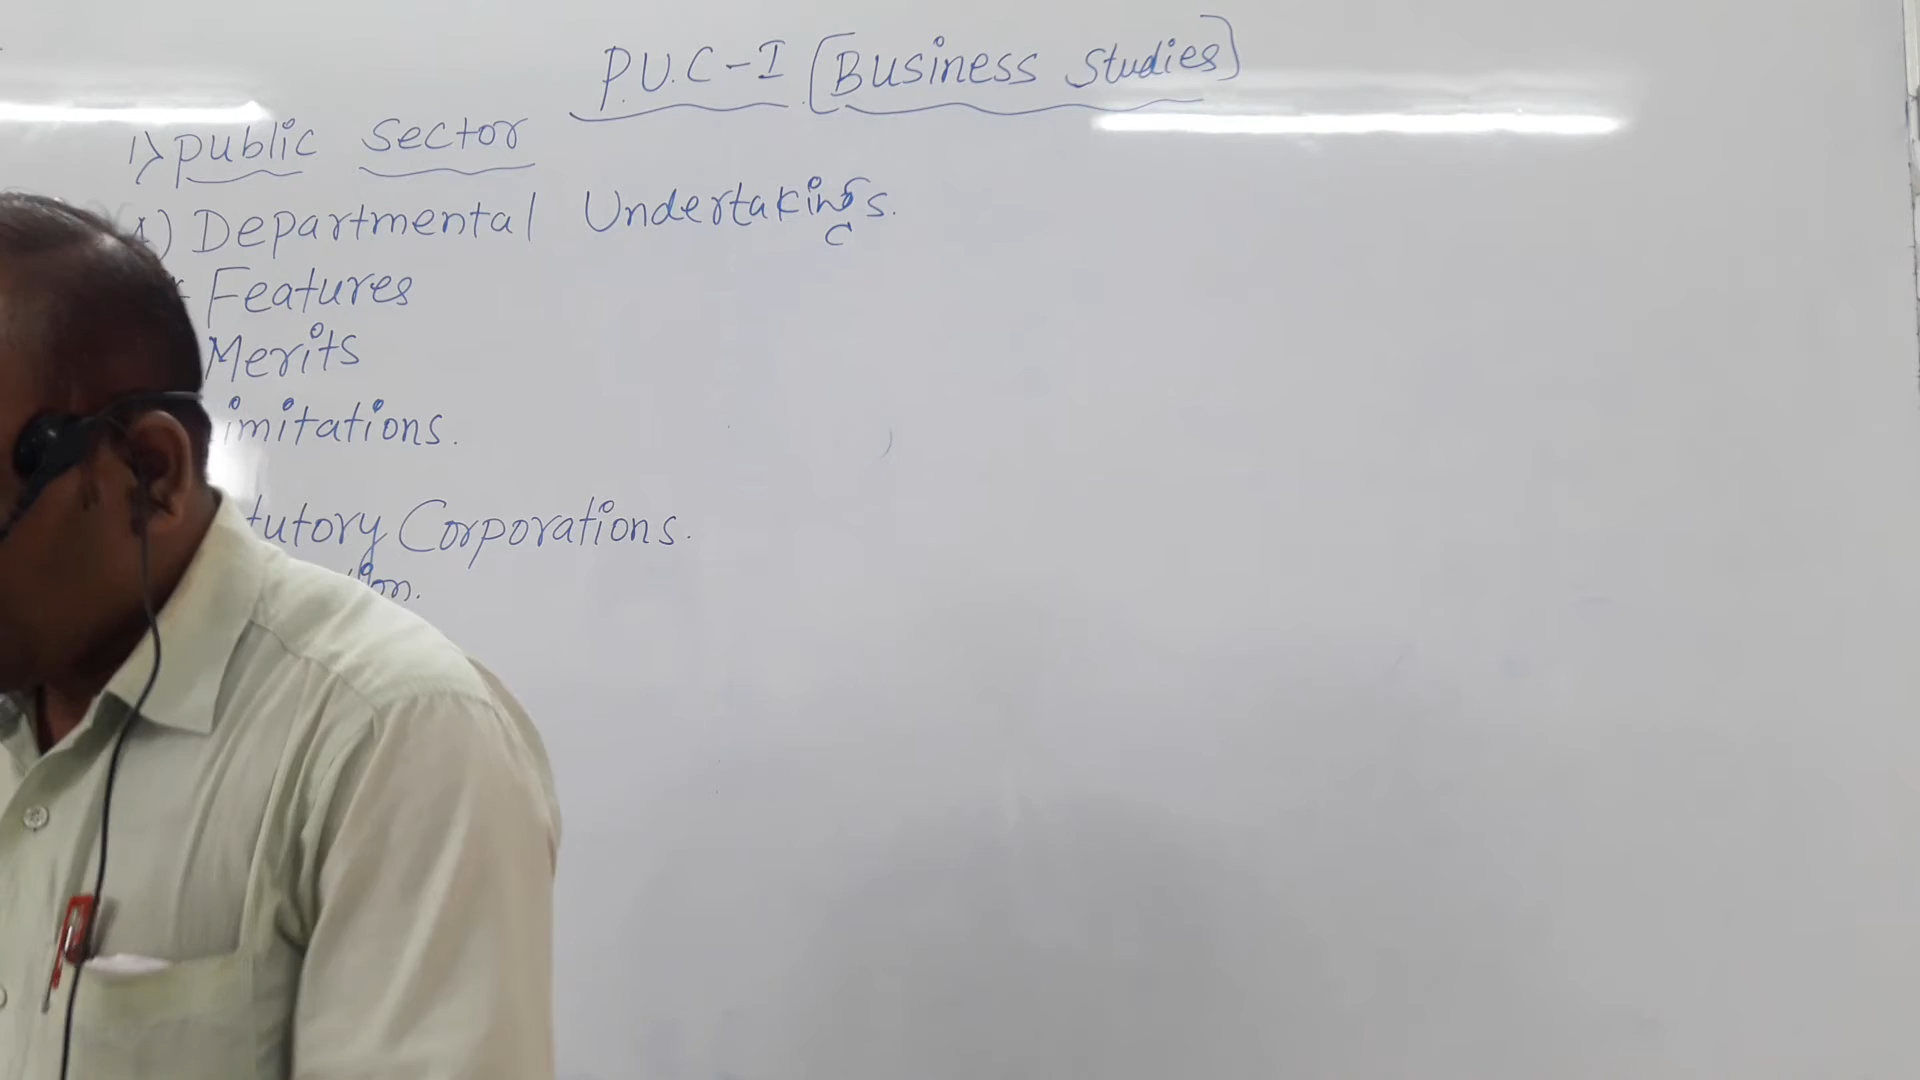 P.U.C-I [Business Studies]
1) Public Sector
A) Departmental Undertakings.
Features
Merits
imitations.
tutory Corporations.